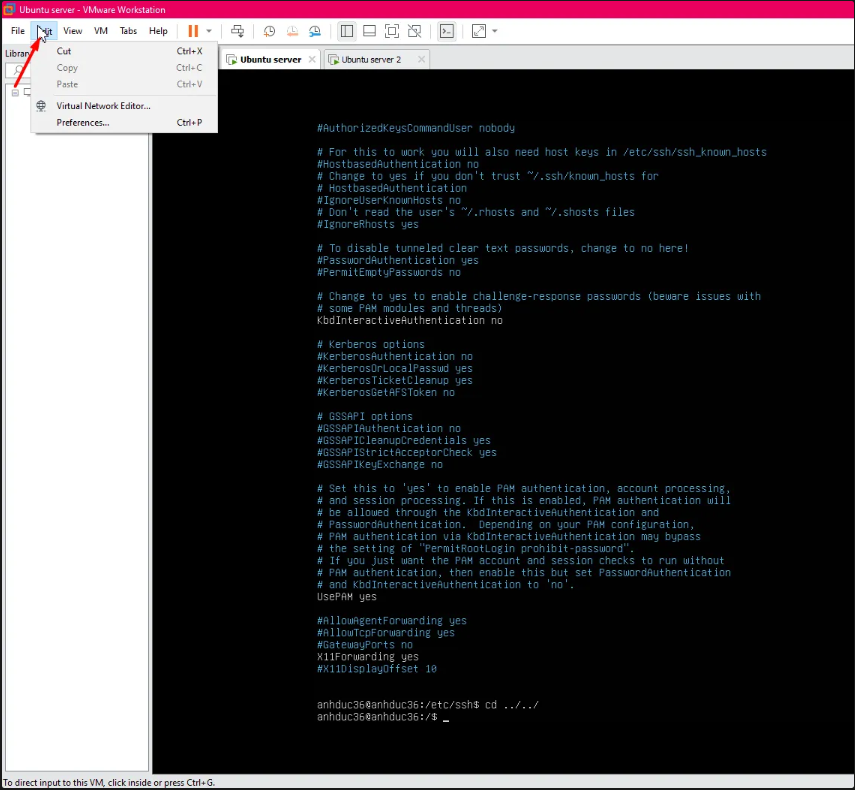 Ubuntu server - VMware Workstation
File Edit View VM Tabs Help
Librar
Cut Ctrl+X
Copy Ctrl+C
Paste Ctrl+V
Virtual Network Editor...
Preferences... Ctrl+P
Ubuntu server Ubuntu server 2
#AuthorizedKeysCommandUser nobody
# For this to work you will also need host keys in /etc/ssh/ssh_known_hosts
#HostbasedAuthentication no
# Change to yes if you don't trust ~/.ssh/known_hosts for
# HostbasedAuthentication
#IgnoreUserKnownHosts no
# Don't read the user's ~/.rhosts and ~/.shosts files
#IgnoreRhosts yes
# To disable tunneled clear text passwords, change to no here!
#PasswordAuthentication yes
#PermitEmptyPasswords no
# Change to yes to enable challenge-response passwords (beware issues with
# some PAM modules and threads)
KbdInteractiveAuthentication no
# Kerberos options
#KerberosAuthentication no
#KerberosOrLocalPasswd yes
#KerberosTicketCleanup yes
#KerberosGetAFSToken no
# GSSAPI options
#GSSAPIAuthentication no
#GSSAPICleanupCredentials yes
#GSSAPIStrictAcceptorCheck yes
#GSSAPIKeyExchange no
# Set this to 'yes' to enable PAM authentication, account processing,
# and session processing. If this is enabled, PAM authentication will
# be allowed through the KbdInteractiveAuthentication and
# PasswordAuthentication.  Depending on your PAM configuration,
# PAM authentication via KbdInteractiveAuthentication may bypass
# the setting of "PermitRootLogin prohibit-password".
# If you just want the PAM account and session checks to run without
# PAM authentication, then enable this but set PasswordAuthentication
# and KbdInteractiveAuthentication to 'no'.
UsePAM yes
#AllowAgentForwarding yes
#AllowTcpForwarding yes
#GatewayPorts no
X11Forwarding yes
#X11DisplayOffset 10
anhduc36@anhduc36:/etc/ssh$ cd ../../
anhduc36@anhduc36:/$ _
To direct input to this VM, click inside or press Ctrl+G.